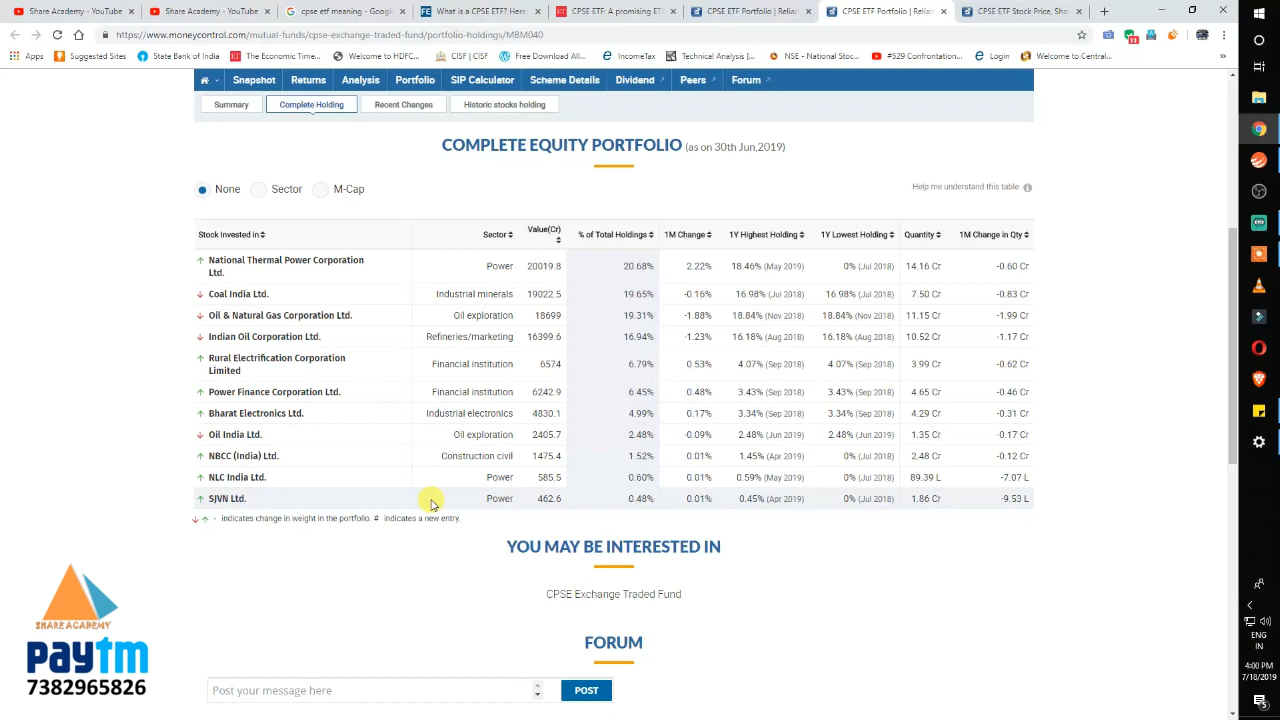 Share Academy - YouTube
Share Academy - YouTube
cpse etf meaning - Google
What is a CPSE ETF? Here
CPSE ETF: A promising ETF
CPSE ETF Portfolio | Relia
CPSE ETF Portfolio | Relian
CPSE ETF Stock Price, Sha
https://www.moneycontrol.com/mutual-funds/cpse-exchange-traded-fund/portfolio-holdings/MBM040
11
Apps Suggested Sites State Bank of India The Economic Time... Welcome to HDFC... CISF | CISF Free Download All... IncomeTax Technical Analysis [... NSE - National Stoc... #529 Confrontation... Login Welcome to Central...
Snapshot Returns Analysis Portfolio SIP Calculator Scheme Details Dividend Peers Forum
Summary Complete Holding Recent Changes Historic stocks holding
COMPLETE EQUITY PORTFOLIO (as on 30th Jun,2019)
None Sector M-Cap Help me understand this table
Stock Invested in Sector Value(Cr) % of Total Holdings 1M Change 1Y Highest Holding 1Y Lowest Holding Quantity 1M Change in Qty
National Thermal Power Corporation Ltd. Power 20019.8 20.68% 2.22% 18.46% (May 2019) 0% (Jul 2018) 14.16 Cr -0.60 Cr
Coal India Ltd. Industrial minerals 19022.5 19.65% -0.16% 16.98% (Jul 2018) 16.98% (Jul 2018) 7.50 Cr -0.83 Cr
Oil & Natural Gas Corporation Ltd. Oil exploration 18699 19.31% -1.88% 18.84% (Nov 2018) 18.84% (Nov 2018) 11.15 Cr -1.99 Cr
Indian Oil Corporation Ltd. Refineries/marketing 16399.6 16.94% -1.23% 16.18% (Aug 2018) 16.18% (Aug 2018) 10.52 Cr -1.17 Cr
Rural Electrification Corporation Limited Financial institution 6574 6.79% 0.53% 4.07% (Sep 2018) 4.07% (Sep 2018) 3.99 Cr -0.62 Cr
Power Finance Corporation Ltd. Financial institution 6242.9 6.45% 0.48% 3.43% (Sep 2018) 3.43% (Sep 2018) 4.65 Cr -0.46 Cr
Bharat Electronics Ltd. Industrial electronics 4830.1 4.99% 0.17% 3.34% (Sep 2018) 3.34% (Sep 2018) 4.29 Cr -0.31 Cr
Oil India Ltd. Oil exploration 2405.7 2.48% -0.09% 2.48% (Jun 2019) 2.48% (Jun 2019) 1.35 Cr -0.17 Cr
NBCC (India) Ltd. Construction civil 1475.4 1.52% 0.01% 1.45% (Apr 2019) 0% (Jul 2018) 2.48 Cr -0.12 Cr
NLC India Ltd. Power 585.5 0.60% 0.01% 0.59% (May 2019) 0% (Jul 2018) 89.39 L -7.07 L
SJVN Ltd. Power 462.6 0.48% 0.01% 0.45% (Apr 2019) 0% (Jul 2018) 1.86 Cr -9.53 L
- indicates change in weight in the portfolio. # indicates a new entry.
YOU MAY BE INTERESTED IN
CPSE Exchange Traded Fund
FORUM
Post your message here POST
SHARE ACADEMY
paytm
7382965826
ENG
IN
4:00 PM
7/18/2019
5